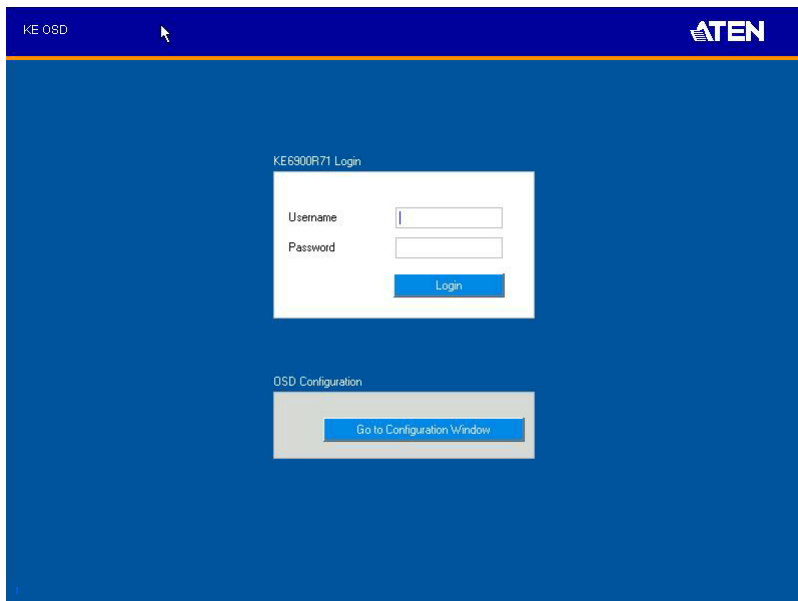 KE OSD
ATEN
KE6900R71 Login
Username
Password
Login
OSD Configuration
Go to Configuration Window